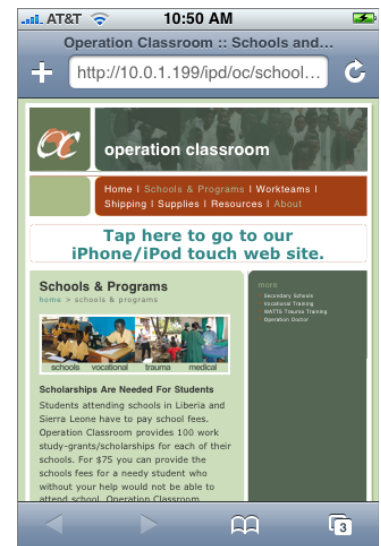 AT&T 10:50 AM
Operation Classroom :: Schools and...
http://10.0.1.199/ipd/oc/school...
oc operation classroom
Home | Schools & Programs | Workteams |
Shipping | Supplies | Resources | About
Tap here to go to our
iPhone/iPod touch web site.
Schools & Programs
home > schools & programs
schools vocational trauma medical
Scholarships Are Needed For Students
Students attending schools in Liberia and
Sierra Leone have to pay school fees.
Operation Classroom provides 100 work
study-grants/scholarships for each of their
schools. For $75 you can provide the
schools fees for a needy student who
without your help would not be able to
attend school. Operation Classroom
more
Secondary Schools
Vocational Training
WATTS Trauma Training
Operation Doctor
3